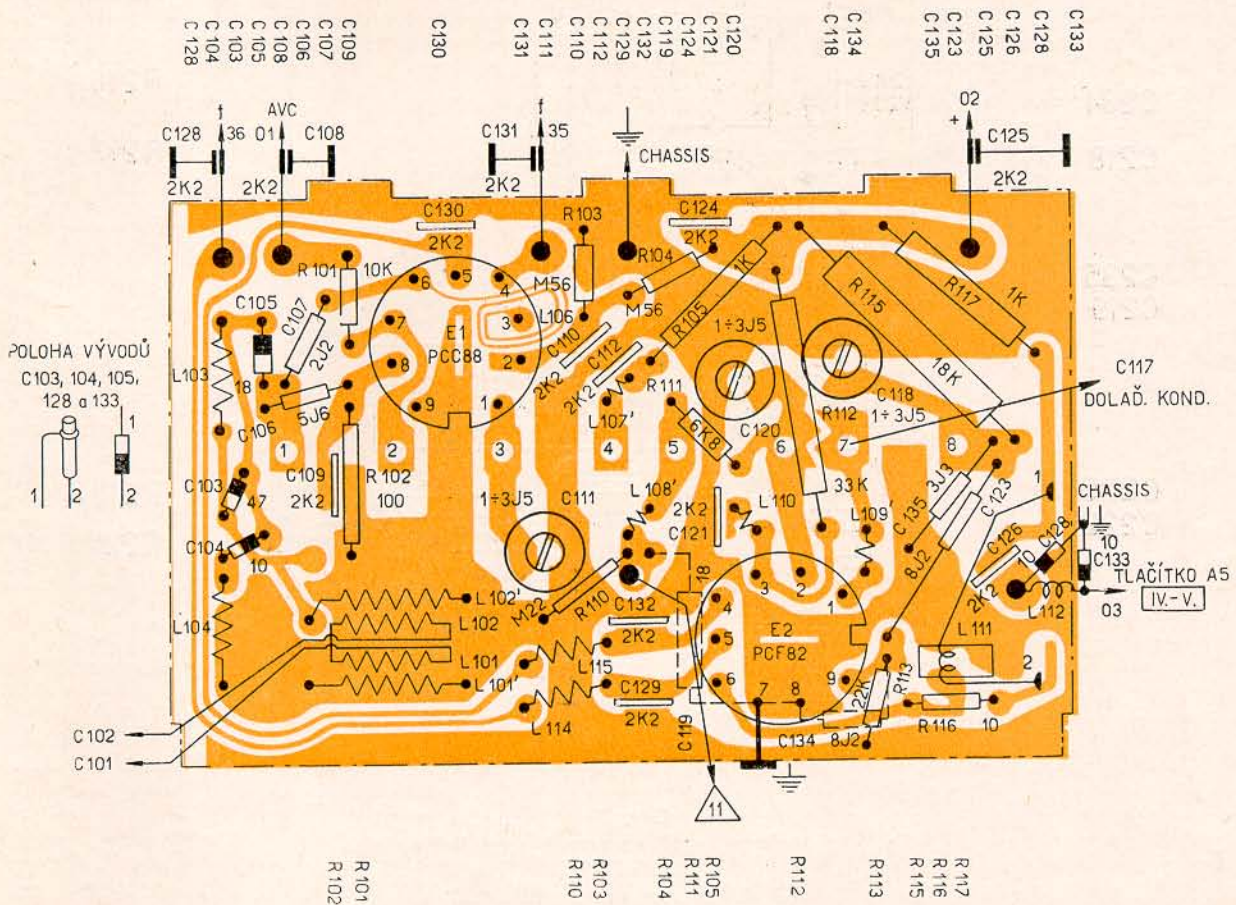 C128
C104
C103
C105
C108
C106
C107
C109
C130
C131
C111
C110
C112
C129
C132
C119
C124
C121
C120
C118
C134
C135
C123
C125
C126
C128
C133
f
AVC
f
02
+
C128
36
01
C108
C131
35
CHASSIS
C125
2K2
2K2
2K2
2K2
C130
2K2
R103
C124
2K2
R101
10K
M56
R104
M56
1K
R105
R115
R117
1K
18K
C105
C107
2J2
18
5J6
C106
L103
6
5
4
7
3
8
2
9
1
E1
PCC88
L106
C110
2K2
C112
2K2
1÷3J5
R111
L107'
6K8
C120
R112
C118
1÷3J5
C117
DOLAĎ. KOND.
POLOHA VÝVODŮ
C103, 104, 105,
128 a 133
1
2
1
2
1
2
3
4
5
6
7
8
C103
47
C109
2K2
R102
100
1÷3J5
C111
L108'
2K2
C121
L110
33K
L109'
3J3
C135
C123
8J2
1
CHASSIS
C104
10
C126
2K2
C128
10
10
C133
L112
TLAČÍTKO A5
03
IV.-V.
L104
L102'
L102
L101
L101'
M22
R110
C132
2K2
L115
C129
2K2
L114
18
C119
3
2
1
4
5
6
7
8
9
E2
PCF82
L111
2
R113
22K
R116
10
C134
8J2
C102
C101
11
R102
R101
R110
R103
R104
R111
R105
R112
R113
R115
R116
R117